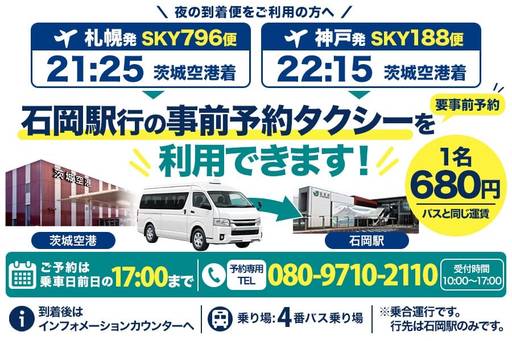 夜の到着便をご利用の方へ
札幌発 SKY796便
21:25 茨城空港着
神戸発 SKY188便
22:15 茨城空港着
石岡駅行の事前予約タクシーを
利用できます！
要事前予約
1名
680円
バスと同じ運賃
茨城空港
茨城空港
石岡駅
ご予約は
乗車日前日の17:00まで
予約専用
TEL
080-9710-2110
受付時間
10:00～17:00
到着後は
インフォメーションカウンターへ
乗り場：4番バス乗り場
※乗合運行です。
行先は石岡駅のみです。